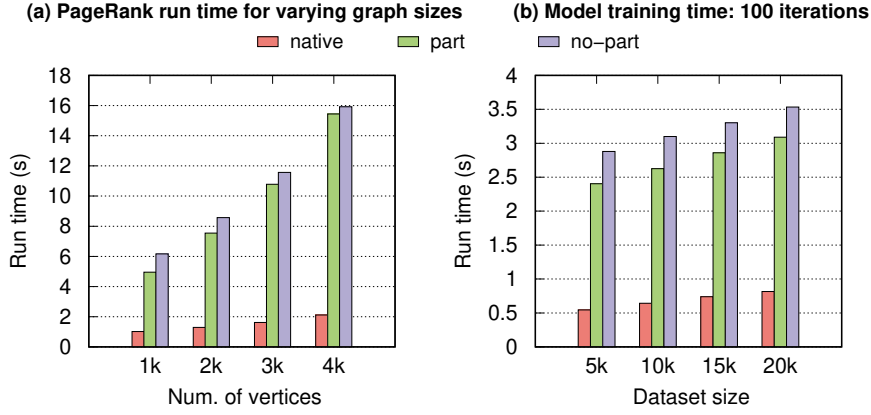 (a) PageRank run time for varying graph sizes
(b) Model training time: 100 iterations
native part no-part
18
16
14
12
10
8
6
4
2
0
Run time (s)
1k 2k 3k 4k
Num. of vertices
4
3.5
3
2.5
2
1.5
1
0.5
0
Run time (s)
5k 10k 15k 20k
Dataset size